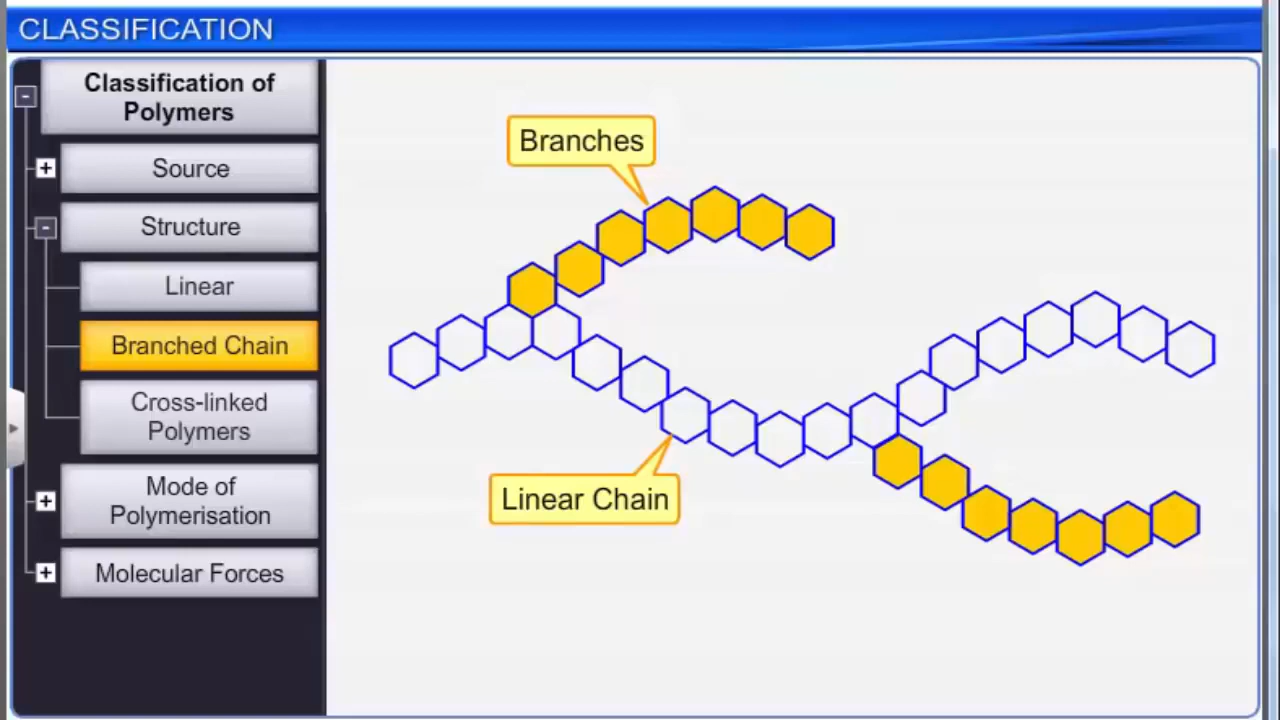 CLASSIFICATION
Classification of
Polymers
Source
Structure
Linear
Branched Chain
Cross-linked
Polymers
Mode of
Polymerisation
Molecular Forces
Branches
Linear Chain